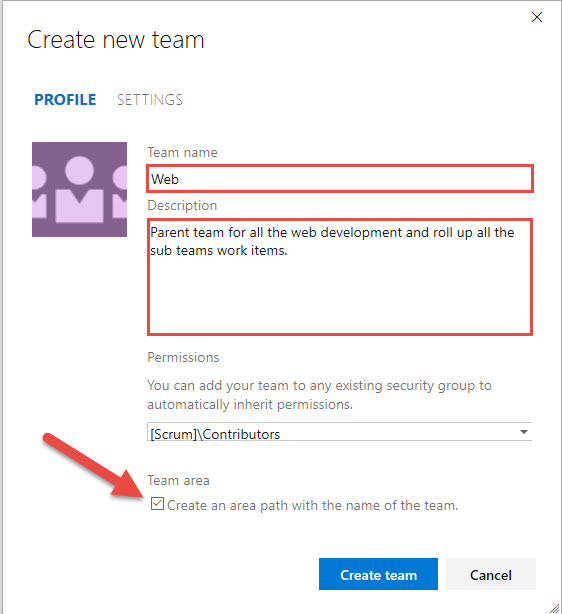 Create new team
PROFILE SETTINGS
Team name
Web
Description
Parent team for all the web development and roll up all the
sub teams work items.
Permissions
You can add your team to any existing security group to
automatically inherit permissions.
[Scrum]\Contributors
Team area
Create an area path with the name of the team.
Create team Cancel